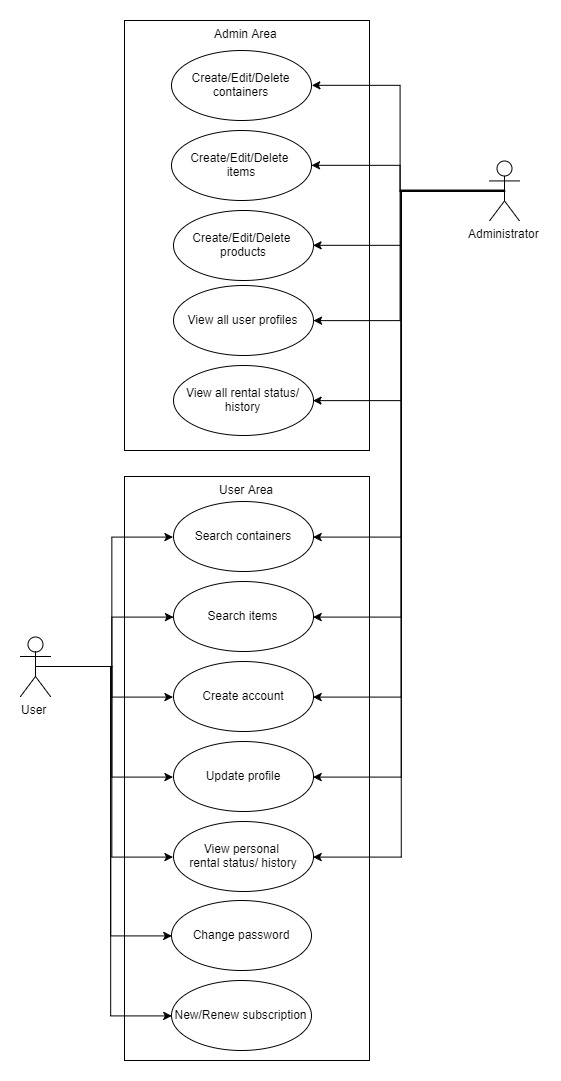 Admin Area
Create/Edit/Delete
containers
Create/Edit/Delete
items
Create/Edit/Delete
products
View all user profiles
View all rental status/
history
Administrator
User Area
Search containers
Search items
Create account
Update profile
View personal
rental status/ history
Change password
New/Renew subscription
User